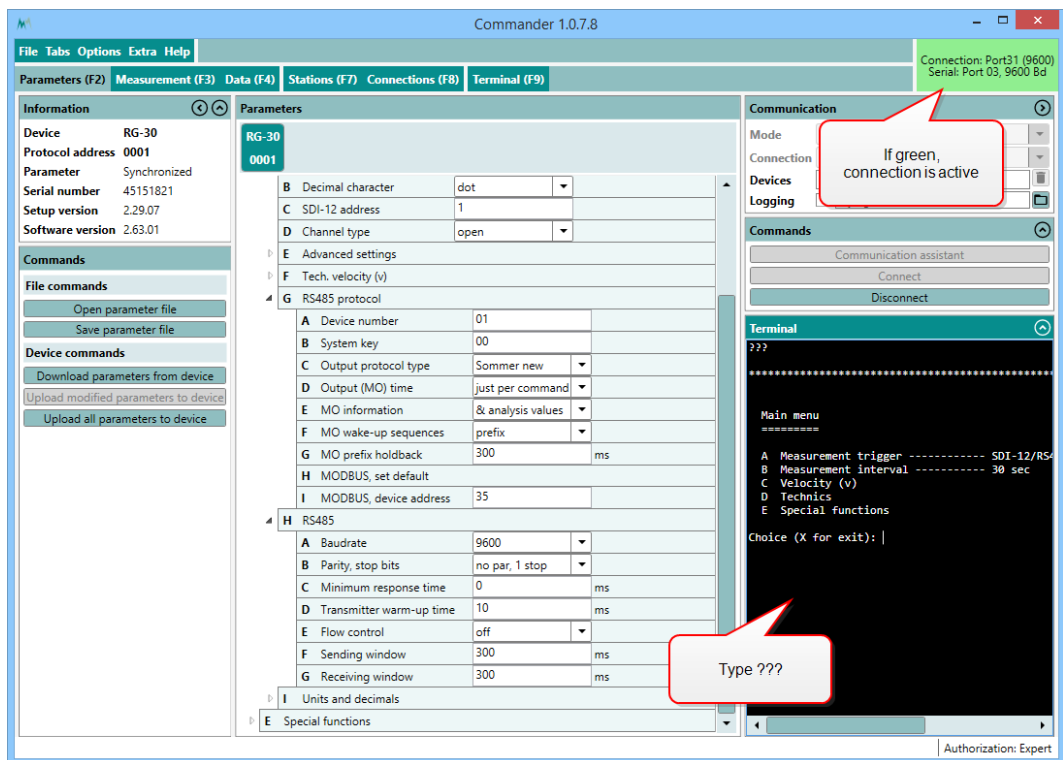 Commander 1.0.7.8
File Tabs Options Extra Help
Connection: Port31 (9600)
Serial: Port 03, 9600 Bd
Parameters (F2) Measurement (F3) Data (F4) Stations (F7) Connections (F8) Terminal (F9)
Information
Device RG-30
Protocol address 0001
Parameter Synchronized
Serial number 45151821
Setup version 2.29.07
Software version 2.63.01
Commands
File commands
Open parameter file
Save parameter file
Device commands
Download parameters from device
Upload modified parameters to device
Upload all parameters to device
Parameters
RG-30
0001
B Decimal character dot
C SDI-12 address 1
D Channel type open
E Advanced settings
F Tech. velocity (v)
G RS485 protocol
A Device number 01
B System key 00
C Output protocol type Sommer new
D Output (MO) time just per command
E MO information & analysis values
F MO wake-up sequences prefix
G MO prefix holdback 300 ms
H MODBUS, set default
I MODBUS, device address 35
H RS485
A Baudrate 9600
B Parity, stop bits no par, 1 stop
C Minimum response time 0 ms
D Transmitter warm-up time 10 ms
E Flow control off
F Sending window 300 ms
G Receiving window 300 ms
I Units and decimals
E Special functions
Communication
Mode
Connection
Devices
Logging
If green,
connection is active
Commands
Communication assistant
Connect
Disconnect
Terminal
???
*************************************************
Main menu
=========
A Measurement trigger ------------ SDI-12/RS4
B Measurement interval ----------- 30 sec
C Velocity (v)
D Technics
E Special functions
Choice (X for exit):
Type ???
Authorization: Expert